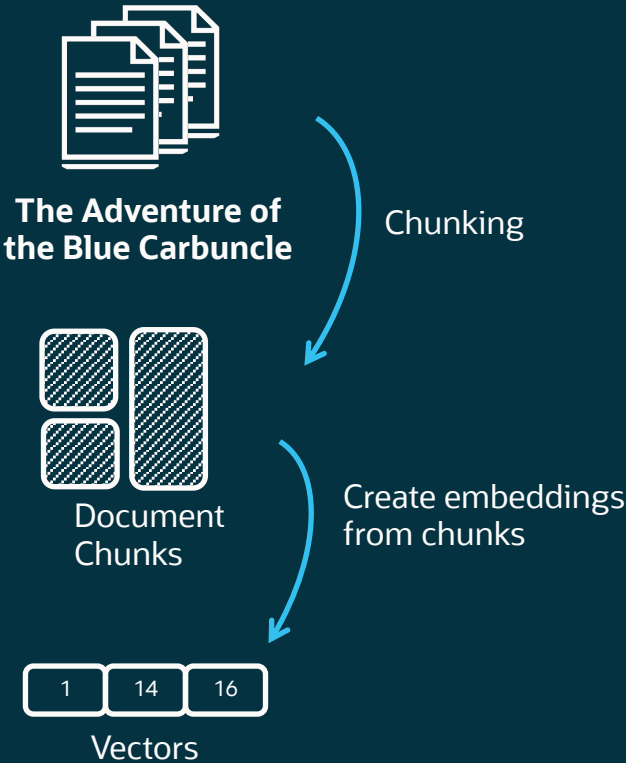 The Adventure of
the Blue Carbuncle
Chunking
Document
Chunks
Create embeddings
from chunks
1 14 16
Vectors